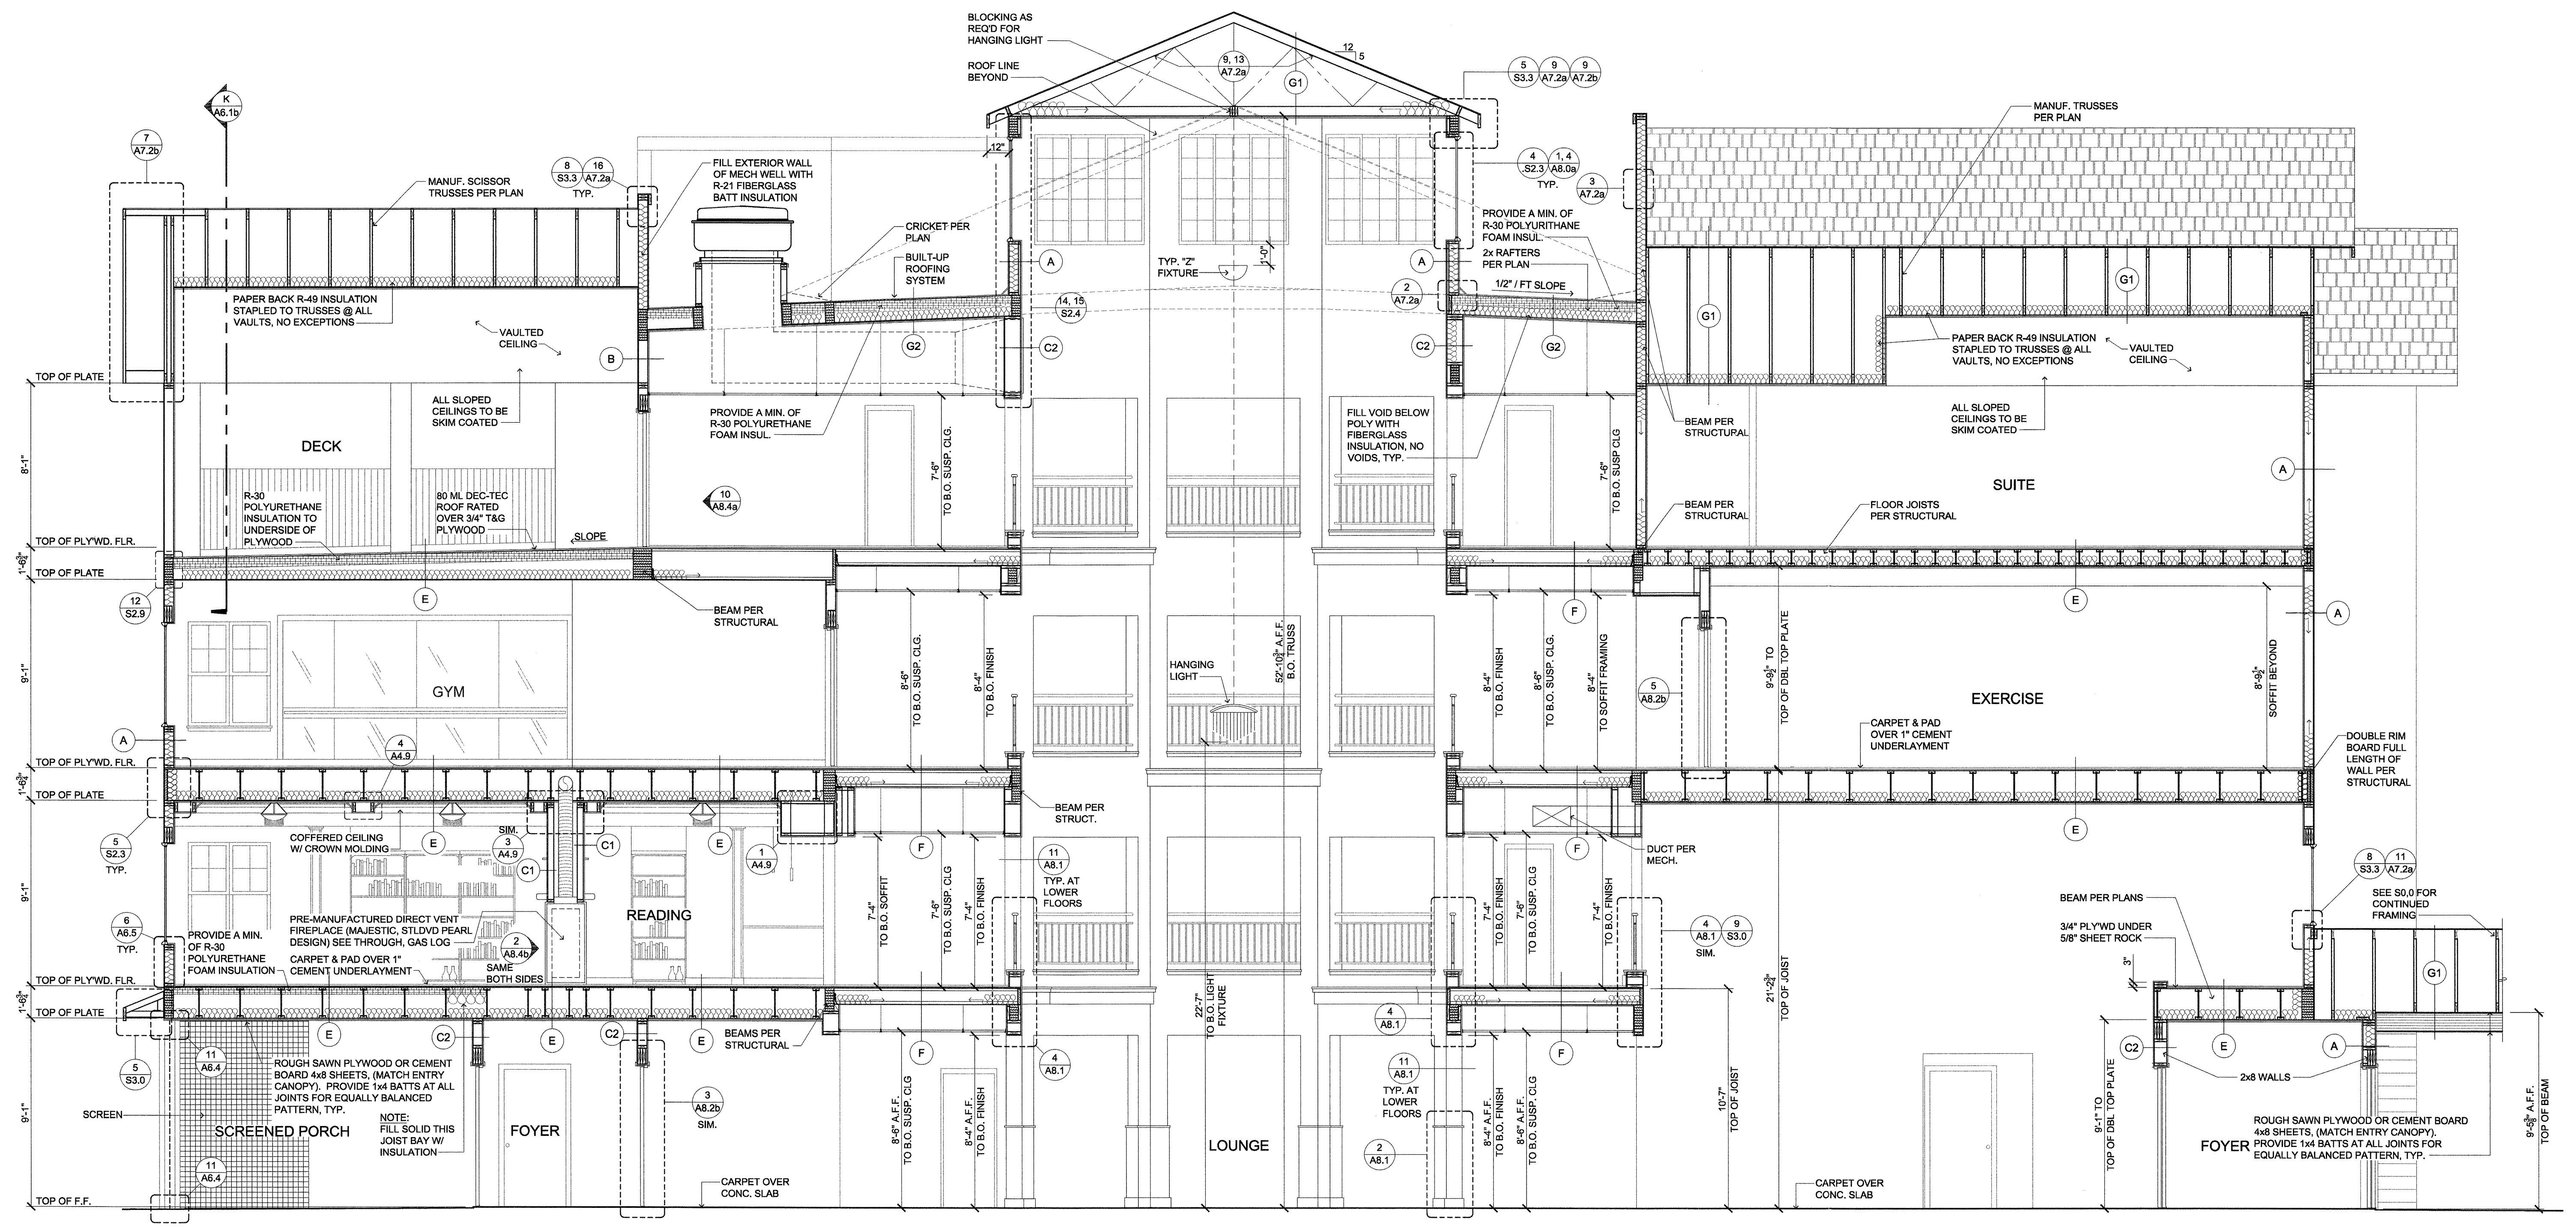 BLOCKING AS
REQ'D FOR
HANGING LIGHT
ROOF LINE
BEYOND
9, 13
A7.2a
12
5
G1
5
S3.3
9
A7.2a
9
A7.2b
K
A6.1b
7
A7.2b
MANUF. SCISSOR
TRUSSES PER PLAN
8
S3.3
16
A7.2a
TYP.
FILL EXTERIOR WALL
OF MECH WELL WITH
R-21 FIBERGLASS
BATT INSULATION
12"
4
.S2.3
1, 4
A8.0a
TYP.
3
A7.2a
MANUF. TRUSSES
PER PLAN
CRICKET PER
PLAN
BUILT-UP
ROOFING
SYSTEM
A
TYP. "Z"
FIXTURE
1'-0"
A
PROVIDE A MIN. OF
R-30 POLYURITHANE
FOAM INSUL.
2x RAFTERS
PER PLAN
1/2" / FT SLOPE
2
A7.2a
14, 15
S2.4
PAPER BACK R-49 INSULATION
STAPLED TO TRUSSES @ ALL
VAULTS, NO EXCEPTIONS
VAULTED
CEILING
B
G2
C2
C2
G2
G1
G1
PAPER BACK R-49 INSULATION
STAPLED TO TRUSSES @ ALL
VAULTS, NO EXCEPTIONS
VAULTED
CEILING
TOP OF PLATE
ALL SLOPED
CEILINGS TO BE
SKIM COATED
PROVIDE A MIN. OF
R-30 POLYURETHANE
FOAM INSUL.
FILL VOID BELOW
POLY WITH
FIBERGLASS
INSULATION, NO
VOIDS, TYP.
BEAM PER
STRUCTURAL
ALL SLOPED
CEILINGS TO BE
SKIM COATED
DECK
8'-1"
7'-6"
TO B.O. SUSP. CLG.
7'-6"
TO B.O. SUSP CLG
A
SUITE
R-30
POLYURETHANE
INSULATION TO
UNDERSIDE OF
PLYWOOD
80 ML DEC-TEC
ROOF RATED
OVER 3/4" T&G
PLYWOOD
SLOPE
10
A8.4a
BEAM PER
STRUCTURAL
FLOOR JOISTS
PER STRUCTURAL
TOP OF PLY'WD. FLR.
1'-6 3/4"
TOP OF PLATE
12
S2.9
E
BEAM PER
STRUCTURAL
F
E
A
9'-1"
GYM
8'-6"
TO B.O. SUSP. CLG.
8'-4"
TO B.O. FINISH
HANGING
LIGHT
52'-10 3/4" A.F.F.
B.O. TRUSS
8'-4"
TO B.O. FINISH
8'-6"
TO B.O. SUSP. CLG.
8'-4"
TO SOFFIT FRAMING
5
A8.2b
9'-9 1/2" TO
TOP OF DBL TOP PLATE
EXERCISE
8'-9 1/2"
SOFFIT BEYOND
CARPET & PAD
OVER 1" CEMENT
UNDERLAYMENT
DOUBLE RIM
BOARD FULL
LENGTH OF
WALL PER
STRUCTURAL
A
4
A4.9
TOP OF PLY'WD. FLR.
1'-6 3/4"
TOP OF PLATE
BEAM PER
STRUCT.
5
S2.3
TYP.
COFFERED CEILING
W/ CROWN MOLDING
E
SIM.
3
A4.9
C1
C1
E
1
A4.9
F
11
A8.1
TYP. AT
LOWER
FLOORS
F
DUCT PER
MECH.
E
8
S3.3
11
A7.2a
SEE S0,0 FOR
CONTINUED
FRAMING
9'-1"
6
A6.5
TYP.
PROVIDE A MIN.
OF R-30
POLYURETHANE
FOAM INSULATION
PRE-MANUFACTURED DIRECT VENT
FIREPLACE (MAJESTIC, STLDVD PEARL
DESIGN) SEE THROUGH, GAS LOG
CARPET & PAD OVER 1"
CEMENT UNDERLAYMENT
2
A8.4b
SAME
BOTH SIDES
READING
7'-4"
TO B.O. SOFFIT
7'-6"
TO B.O. SUSP. CLG
7'-4"
TO B.O. FINISH
7'-4"
TO B.O. FINISH
7'-6"
TO B.O. SUSP. CLG
7'-4"
TO B.O. FINISH
4
A8.1
9
S3.0
SIM.
BEAM PER PLANS
3/4" PLY'WD UNDER
5/8" SHEET ROCK
3"
G1
21'-2 3/4"
TOP OF JOIST
TOP OF PLY'WD. FLR.
1'-6 3/4"
TOP OF PLATE
22'-7"
TO B.O. LIGHT
FIXTURE
E
C2
E
C2
E
BEAMS PER
STRUCTURAL
F
4
A8.1
4
A8.1
F
C2
E
A
5
S3.0
11
A6.4
ROUGH SAWN PLYWOOD OR CEMENT
BOARD 4x8 SHEETS, (MATCH ENTRY
CANOPY). PROVIDE 1x4 BATTS AT ALL
JOINTS FOR EQUALLY BALANCED
PATTERN, TYP.
NOTE:
FILL SOLID THIS
JOIST BAY W/
INSULATION
SCREEN
SCREENED PORCH
FOYER
3
A8.2b
SIM.
9'-1"
8'-6" A.F.F.
TO B.O. SUSP. CLG
8'-4" A.F.F.
TO B.O. FINISH
LOUNGE
11
A8.1
TYP. AT
LOWER
FLOORS
2
A8.1
8'-4" A.F.F.
TO B.O. FINISH
8'-6" A.F.F.
TO B.O. SUSP. CLG
10'-7"
TOP OF JOIST
2x8 WALLS
9'-1" TO
TOP OF DBL TOP PLATE
FOYER
ROUGH SAWN PLYWOOD OR CEMENT BOARD
4x8 SHEETS, (MATCH ENTRY CANOPY).
PROVIDE 1x4 BATTS AT ALL JOINTS FOR
EQUALLY BALANCED PATTERN, TYP.
9'-5 3/8" A.F.F.
TOP OF BEAM
11
A6.4
TOP OF F.F.
CARPET OVER
CONC. SLAB
CARPET OVER
CONC. SLAB